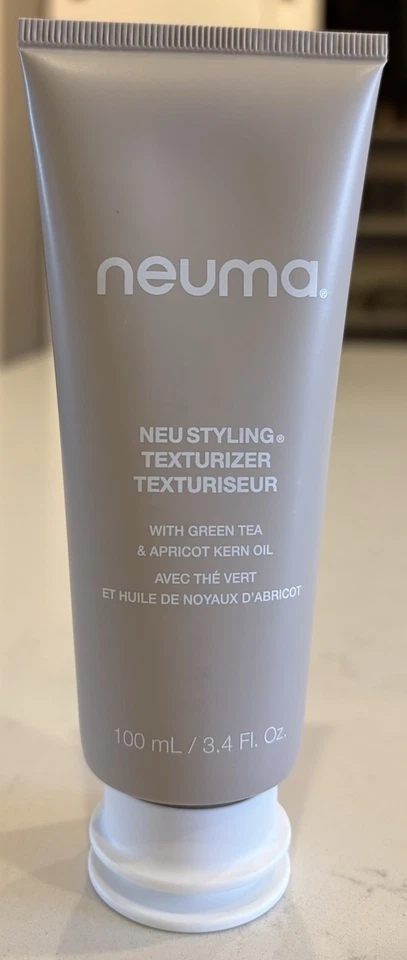 neuma®
NEU STYLING®
TEXTURIZER
TEXTURISEUR
WITH GREEN TEA
& APRICOT KERN OIL
AVEC THÉ VERT
ET HUILE DE NOYAUX D'ABRICOT
100 mL / 3.4 Fl. Oz.